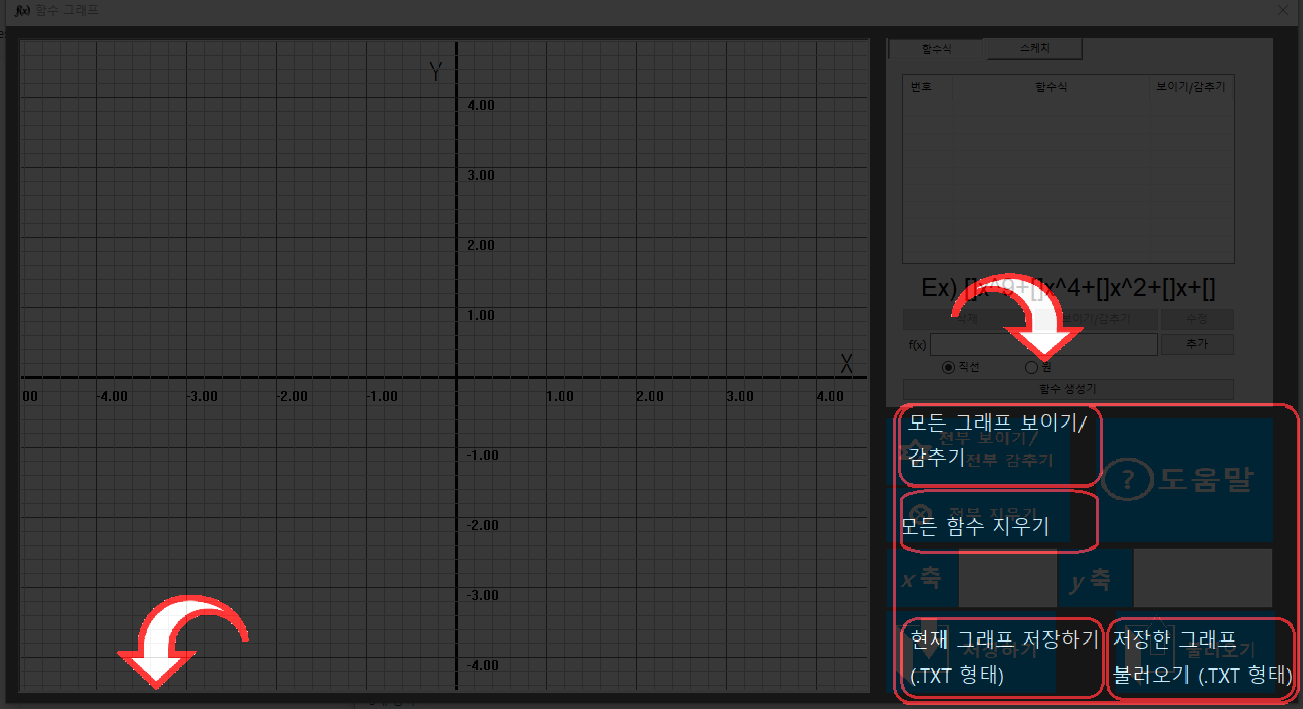 f(x) 함수 그래프
함수식 스케치
번호 함수식 보이기/감추기
Y
4.00
3.00
2.00
1.00
X
00 -4.00 -3.00 -2.00 -1.00 1.00 2.00 3.00 4.00
-1.00
-2.00
-3.00
-4.00
Ex) []x^9+[]x^4+[]x^2+[]x+[]
삭제 보이기/감추기 수정
f(x) 추가
직선 원
함수 생성기
모든 그래프 보이기/
감추기
전부 보이기/
전부 감추기
? 도움말
전부 지우기
모든 함수 지우기
x 축 y 축
현재 그래프 저장하기
(.TXT 형태)
저장하기
저장한 그래프
불러오기 (.TXT 형태)
불러오기